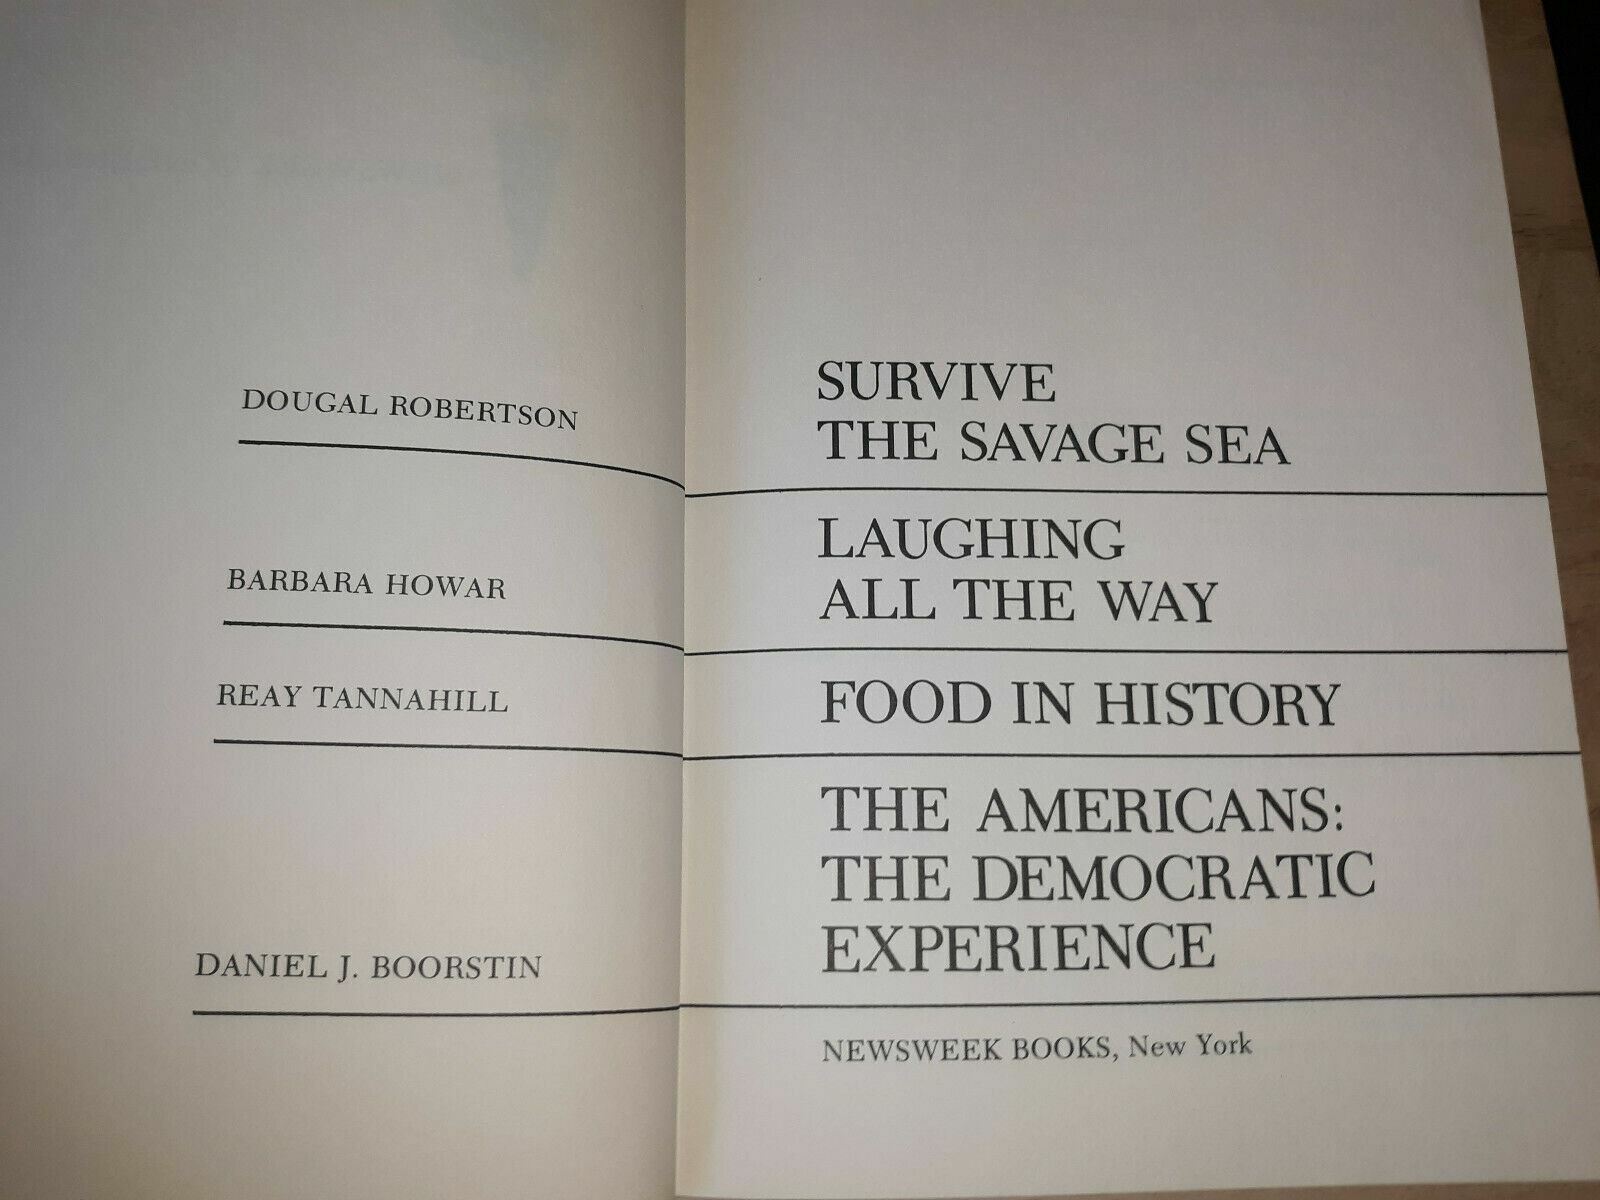 DOUGAL ROBERTSON
SURVIVE
THE SAVAGE SEA
BARBARA HOWAR
LAUGHING
ALL THE WAY
REAY TANNAHILL
FOOD IN HISTORY
DANIEL J. BOORSTIN
THE AMERICANS:
THE DEMOCRATIC
EXPERIENCE
NEWSWEEK BOOKS, New York